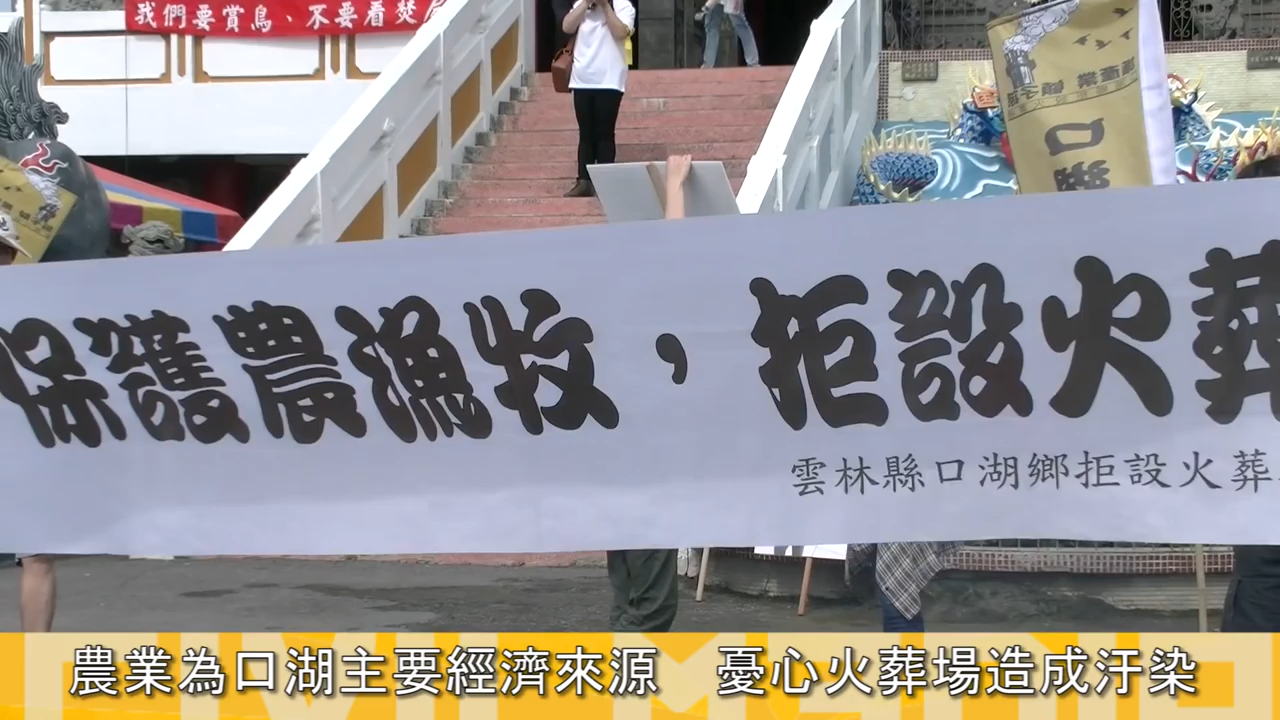 我們要賞鳥、不要看焚屍
口
保護農漁牧，拒設火葬
雲林縣口湖鄉拒設火葬
農業為口湖主要經濟來源 憂心火葬場造成汙染